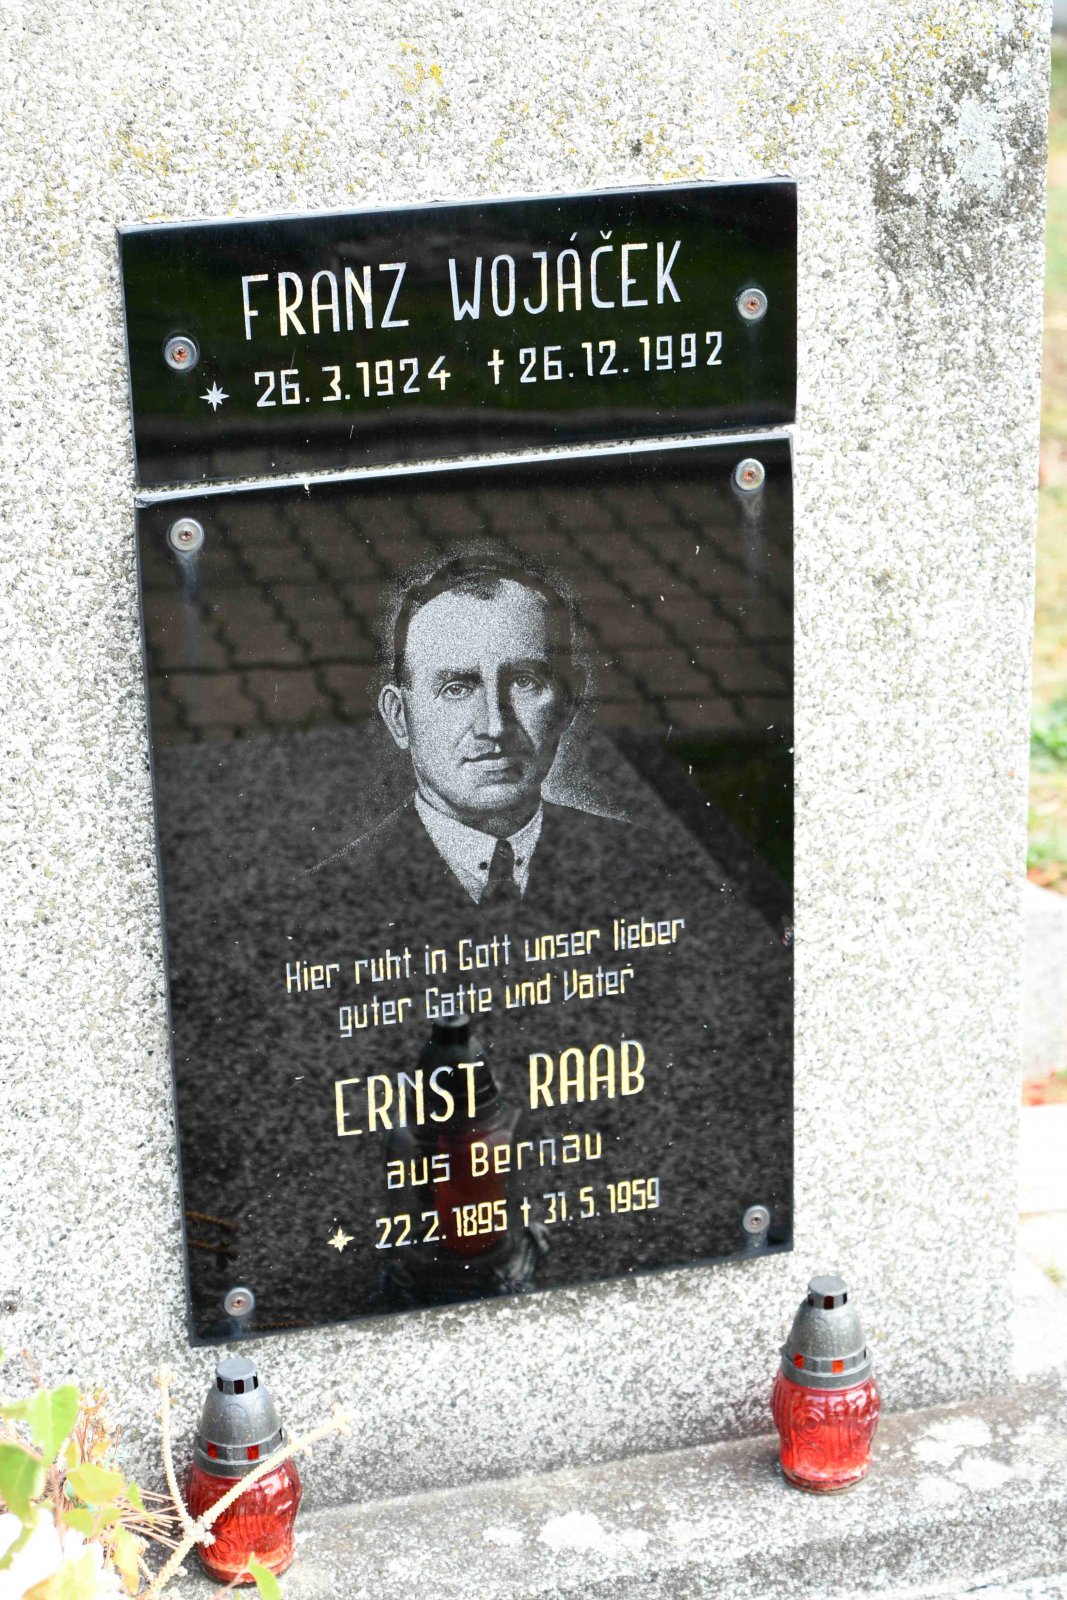 FRANZ WOJÁČEK
* 26.3.1924 † 26.12.1992
Hier ruht in Gott unser lieber
guter Gatte und Vater
ERNST RAAB
aus Bernau
* 22.2.1895 † 31.5.1959